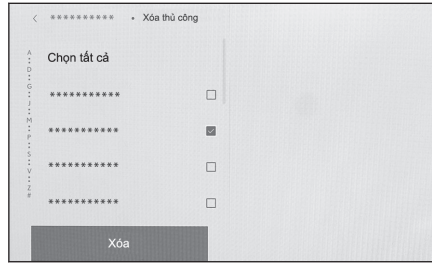 < ********** • Xóa thủ công
Chọn tất cả
A
•
D
•
G
•
J
•
M
•
P
•
S
•
V
•
Z
#
***********
***********
***********
***********
Xóa